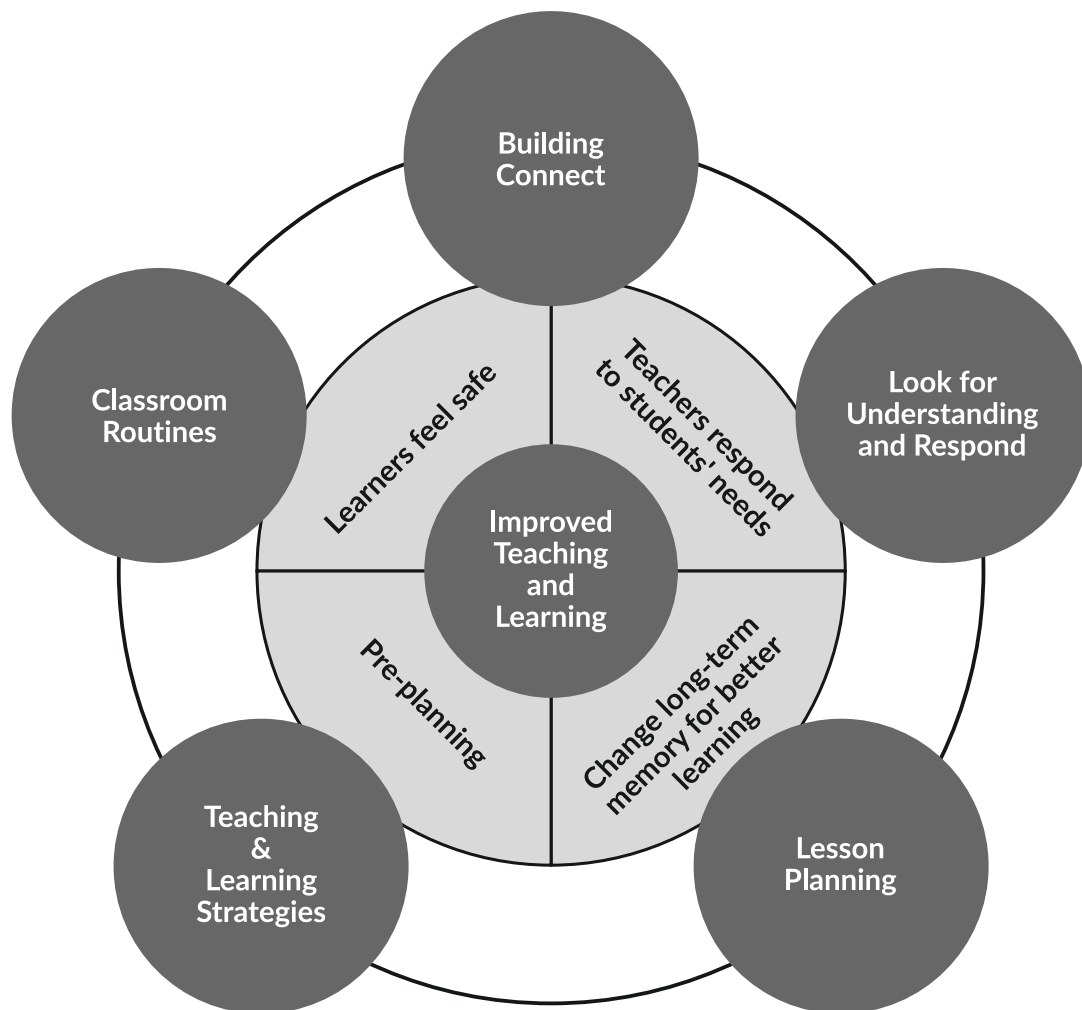 Building
Connect
Classroom
Routines
Look for
Understanding
and Respond
Learners feel safe
Teachers respond
to students' needs
Improved
Teaching
and
Learning
Pre-planning
Change long-term
memory for better
learning
Teaching
&
Learning
Strategies
Lesson
Planning